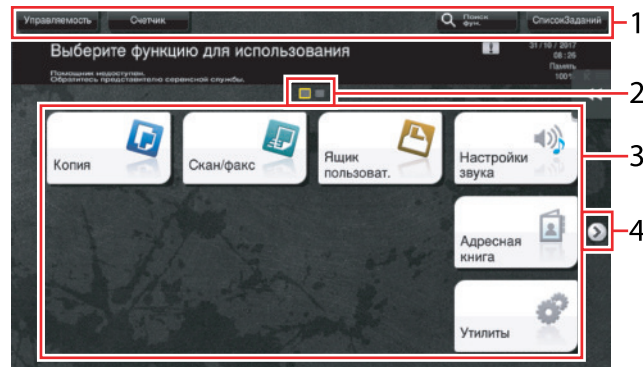 Управляемость
Счетчик
Поиск
фун.
СписокЗаданий
1
Выберите функцию для использования
31/10/2017
08:26
Память
Помощник недоступен.
Обратитесь представителю сервисной службы.
2
Копия
Скан/факс
Ящик
пользоват.
Настройки
звука
3
Адресная
книга
4
Утилиты